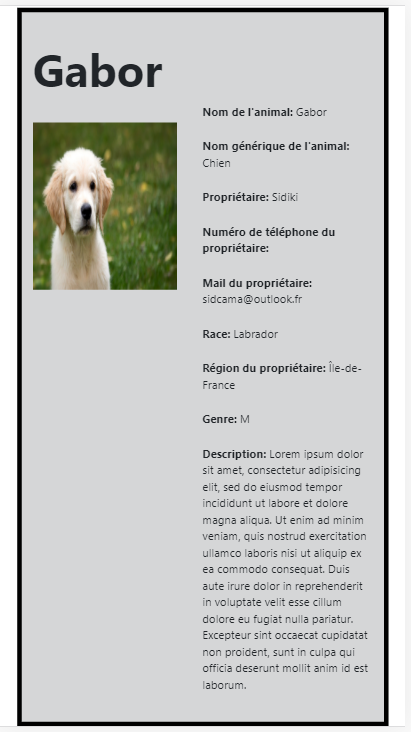 Gabor
Nom de l'animal: Gabor
Nom générique de l'animal:
Chien
Propriétaire: Sidiki
Numéro de téléphone du
propriétaire:
Mail du propriétaire:
sidcama@outlook.fr
Race: Labrador
Région du propriétaire: Île-de-
France
Genre: M
Description: Lorem ipsum dolor
sit amet, consectetur adipisicing
elit, sed do eiusmod tempor
incididunt ut labore et dolore
magna aliqua. Ut enim ad minim
veniam, quis nostrud exercitation
ullamco laboris nisi ut aliquip ex
ea commodo consequat. Duis
aute irure dolor in reprehenderit
in voluptate velit esse cillum
dolore eu fugiat nulla pariatur.
Excepteur sint occaecat cupidatat
non proident, sunt in culpa qui
officia deserunt mollit anim id est
laborum.